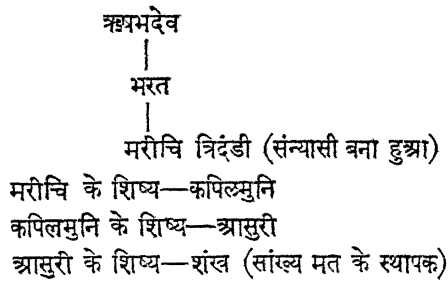 ऋषभदेव
भरत
मरीचि त्रिदंडी (संन्यासी बना हुआ)
मरीचि के शिष्य—कपिलमुनि
कपिलमुनि के शिष्य—आसुरी
आसुरी के शिष्य—शंख (सांख्य मत के स्थापक)